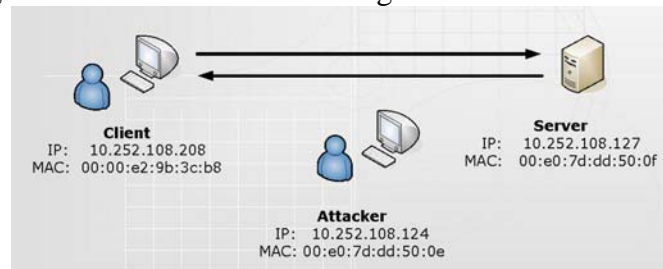 Client
IP: 10.252.108.208
MAC: 00:00:e2:9b:3c:b8
Server
IP: 10.252.108.127
MAC: 00:e0:7d:dd:50:0f
Attacker
IP: 10.252.108.124
MAC: 00:e0:7d:dd:50:0e